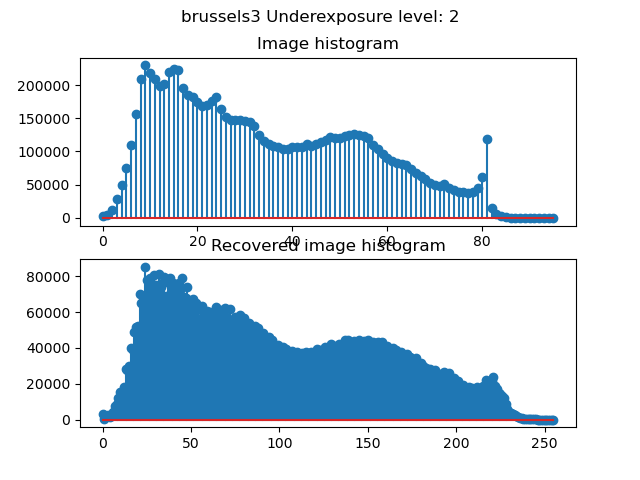 brussels3 Underexposure level: 2
Image histogram
200000
150000
100000
50000
0
0 20 40 60 80
Recovered image histogram
80000
60000
40000
20000
0
0 50 100 150 200 250